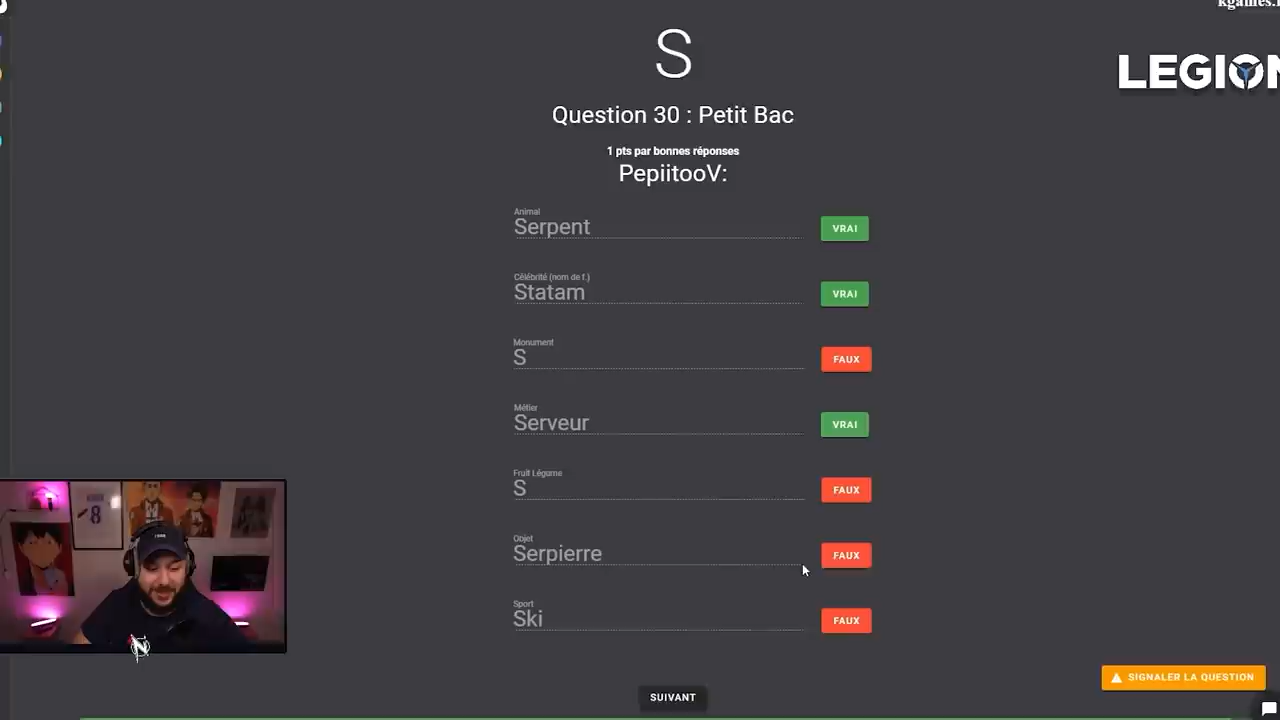 kgames.
S
LEGION
Question 30 : Petit Bac
1 pts par bonnes réponses
PepiitooV:
Animal
Serpent
VRAI
Célébrité (nom de f.)
Statam
VRAI
Monument
S
FAUX
Métier
Serveur
VRAI
Fruit Légume
S
FAUX
Objet
Serpierre
FAUX
Sport
Ski
FAUX
8
SIGNALER LA QUESTION
SUIVANT